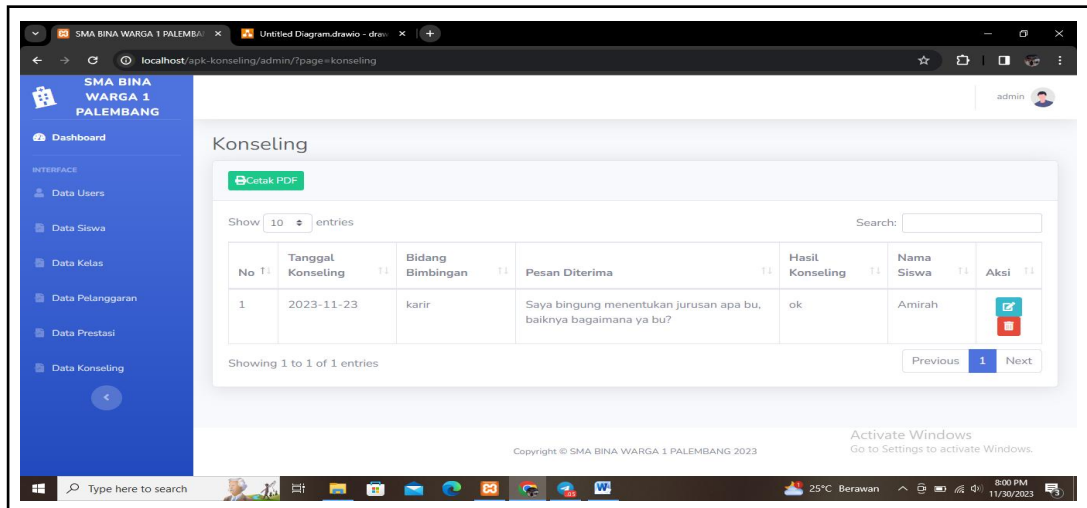 SMA BINA WARGA 1 PALEMBA
Untitled Diagram.drawio - draw
localhost/apk-konseling/admin/?page=konseling
SMA BINA
WARGA 1
PALEMBANG
admin
Dashboard
Konseling
INTERFACE
Data Users
Data Siswa
Data Kelas
Data Pelanggaran
Data Prestasi
Data Konseling
Cetak PDF
Show 10 entries
Search:
No Tanggal Konseling Bidang Bimbingan Pesan Diterima Hasil Konseling Nama Siswa Aksi
1 2023-11-23 karir Saya bingung menentukan jurusan apa bu, ok Amirah
baiknya bagaimana ya bu?
Showing 1 to 1 of 1 entries
Previous 1 Next
Copyright © SMA BINA WARGA 1 PALEMBANG 2023
Activate Windows
Go to Settings to activate Windows.
Type here to search
25°C Berawan
8:00 PM
11/30/2023